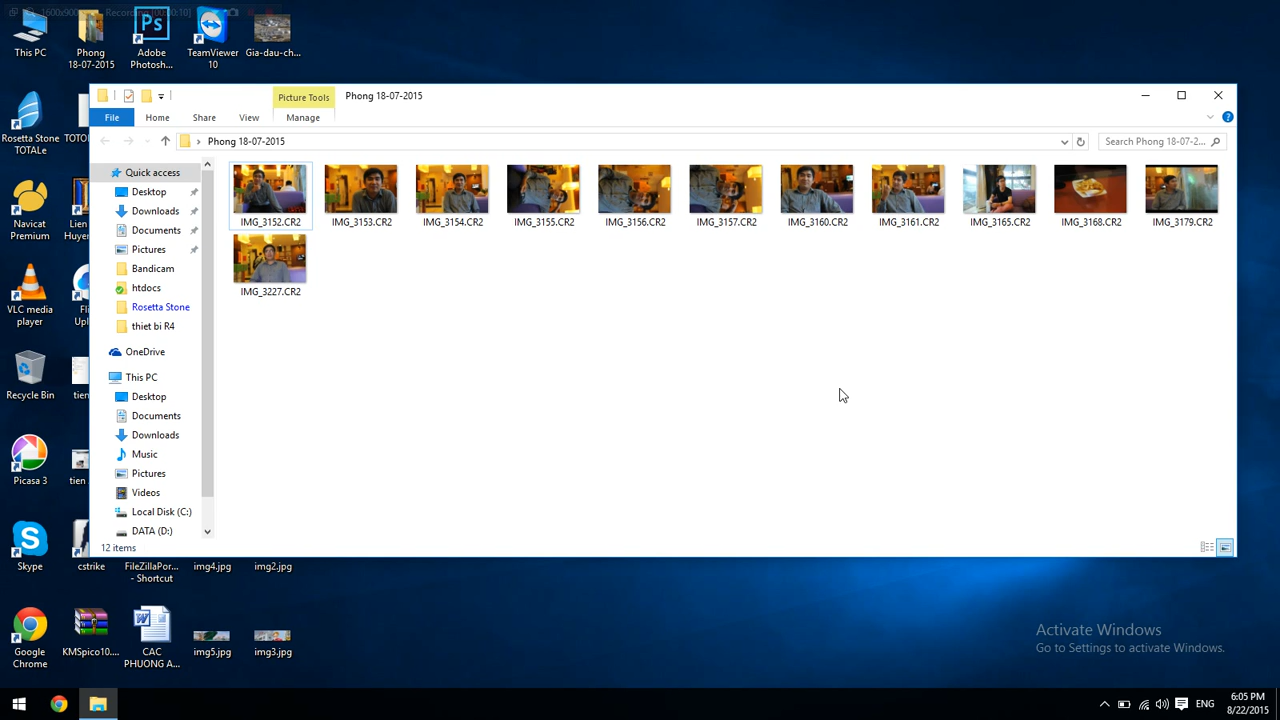 1600x900 Recording [00:00:10]
This PC
Phong
18-07-2015
Adobe
Photosh...
TeamViewer
10
Gia-dau-ch...
Picture Tools
Phong 18-07-2015
File
Home
Share
View
Manage
Phong 18-07-2015
Search Phong 18-07-2...
Rosetta Stone
TOTALe
Navicat
Premium
Huyer
VLC media
player
Recycle Bin
Picasa 3
Skype
Google
Chrome
Quick access
Desktop
Downloads
Documents
Pictures
Bandicam
htdocs
Rosetta Stone
thiet bi R4
OneDrive
This PC
Desktop
Documents
Downloads
Music
Pictures
Videos
Local Disk (C:)
DATA (D:)
IMG_3152.CR2
IMG_3153.CR2
IMG_3154.CR2
IMG_3155.CR2
IMG_3156.CR2
IMG_3157.CR2
IMG_3160.CR2
IMG_3161.CR2
IMG_3165.CR2
IMG_3168.CR2
IMG_3179.CR2
IMG_3227.CR2
12 items
cstrike
FileZillaPor...
- Shortcut
img4.jpg
img2.jpg
KMSpico10....
CAC
PHUONG A...
img5.jpg
img3.jpg
Activate Windows
Go to Settings to activate Windows.
ENG
6:05 PM
8/22/2015